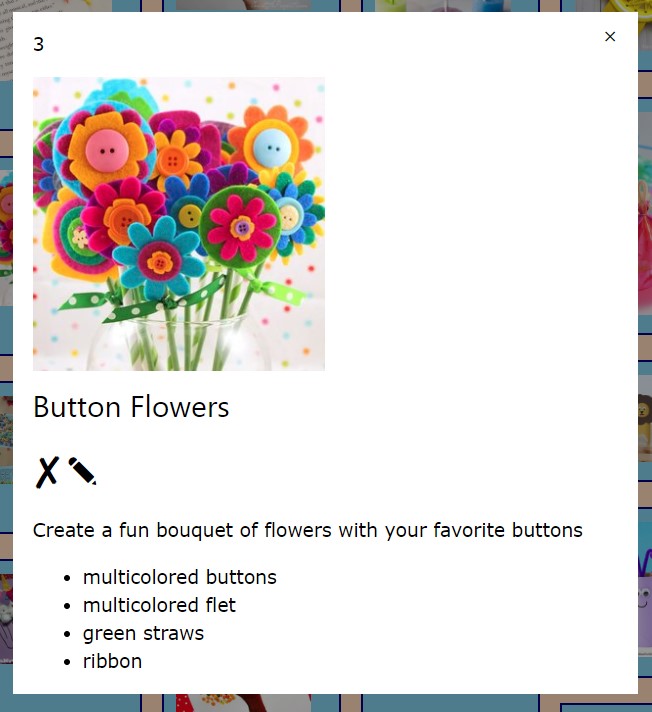 3
×
Button Flowers
Create a fun bouquet of flowers with your favorite buttons
multicolored buttons
multicolored flet
green straws
ribbon